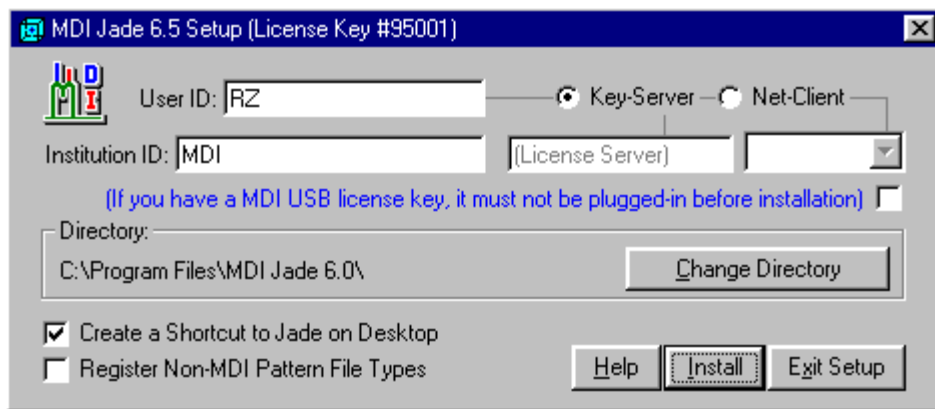 MDI Jade 6.5 Setup (License Key #95001)
MDI
User ID: RZ Key-Server Net-Client
Institution ID: MDI (License Server)
(If you have a MDI USB license key, it must not be plugged-in before installation)
Directory:
C:\Program Files\MDI Jade 6.0\ Change Directory
Create a Shortcut to Jade on Desktop
Register Non-MDI Pattern File Types Help Install Exit Setup